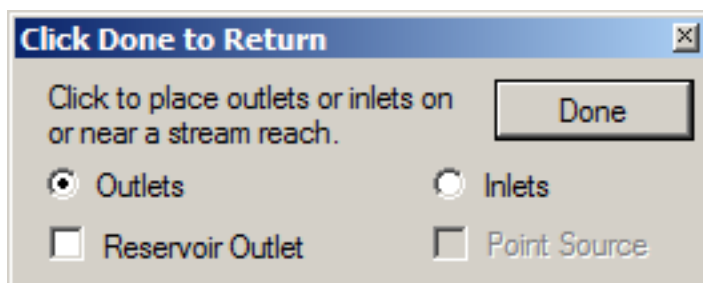 Click Done to Return
Click to place outlets or inlets on
or near a stream reach.
Done
Outlets
Inlets
Reservoir Outlet
Point Source